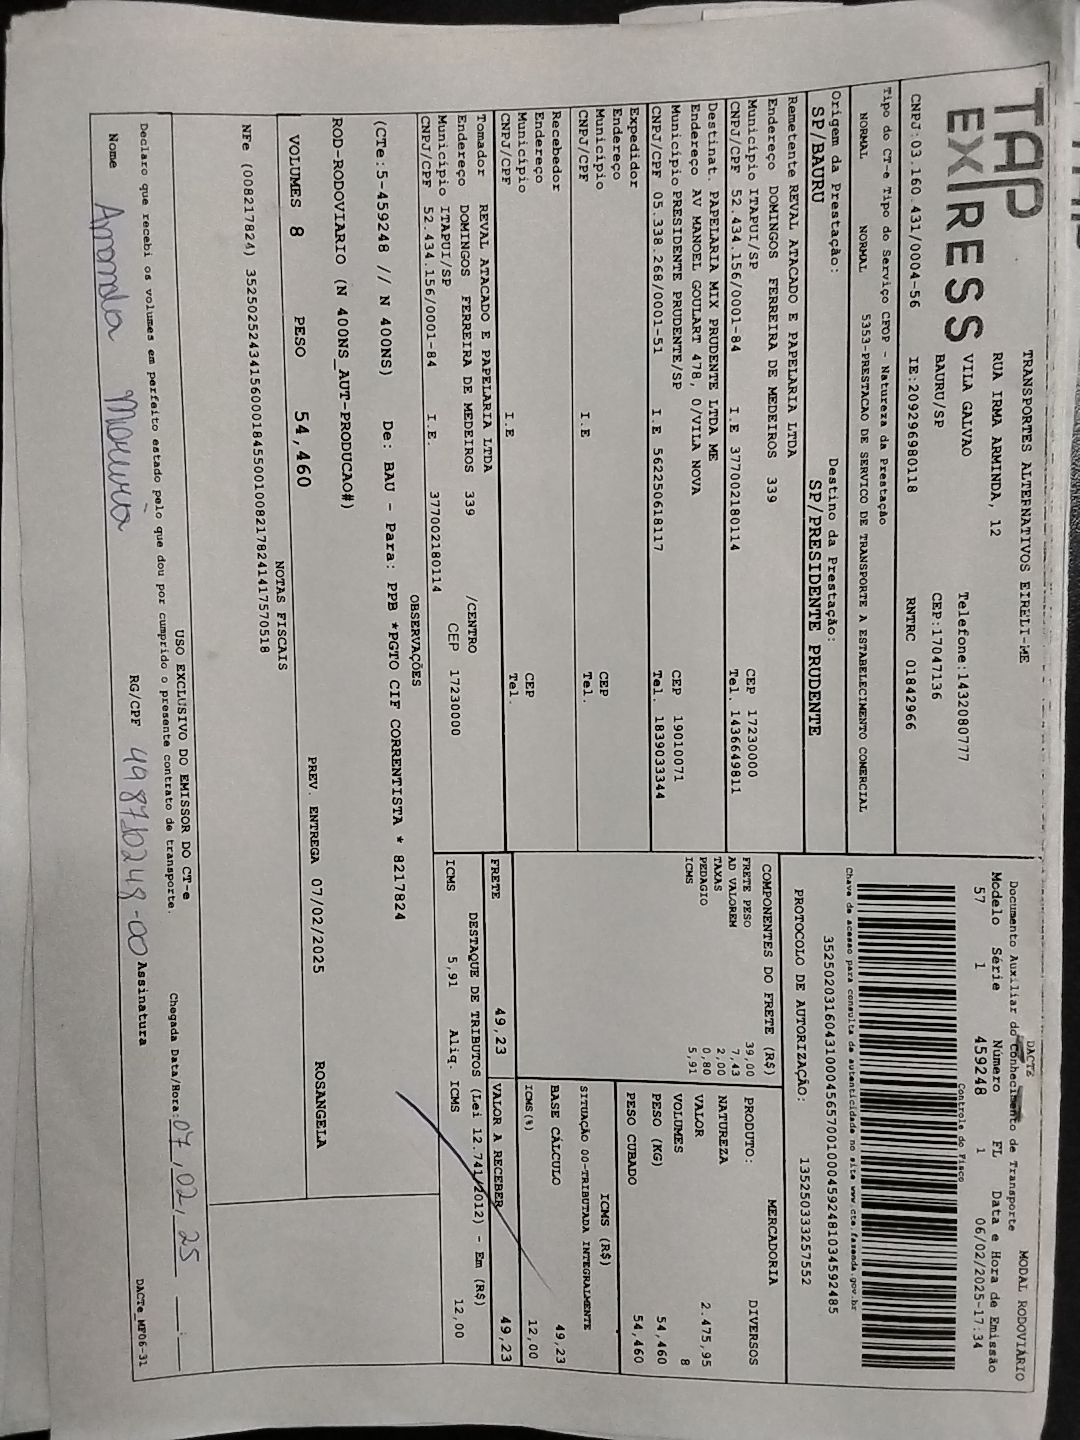 TAP
EXPRESS
TRANSPORTES ALTERNATIVOS EIRELI-ME
RUA IRMA ARMINDA, 12
VILA GALVAO
Telefone:1432080777
BAURU/SP
CEP:17047136
CNPJ:03.160.431/0004-56
IE:209296980118
RNTRC 01842966
Tipo do CT-e Tipo do Serviço CFOP - Natureza da Prestação
NORMAL NORMAL 5353-PRESTACAO DE SERVICO DE TRANSPORTE A ESTABELECIMENTO COMERCIAL
Origem da Prestação: Destino da Prestação:
SP/BAURU SP/PRESIDENTE PRUDENTE
Remetente REVAL ATACADO E PAPELARIA LTDA
Endereço DOMINGOS FERREIRA DE MEDEIROS 339
Município ITAPUI/SP CEP 17230000
CNPJ/CPF 52.434.156/0001-84 I.E 377002180114 Tel. 1436649811
Destinat. PAPELARIA MIX PRUDENTE LTDA ME
Endereço AV MANOEL GOULART 478, 0/VILA NOVA
Município PRESIDENTE PRUDENTE/SP CEP 19010071
CNPJ/CPF 05.338.268/0001-51 I.E 562250618117 Tel. 1839033344
Expedidor
Endereço
Município CEP
CNPJ/CPF I.E Tel.
Recebedor
Endereço
Município CEP
CNPJ/CPF I.E Tel.
Tomador REVAL ATACADO E PAPELARIA LTDA
Endereço DOMINGOS FERREIRA DE MEDEIROS 339 /CENTRO
Município ITAPUI/SP CEP 17230000
CNPJ/CPF 52.434.156/0001-84 I.E. 377002180114
DACTe
Documento Auxiliar do Conhecimento de Transporte
MODAL RODOVIÁRIO
Modelo Série Número FL Data e Hora de Emissão
57 1 459248 1 06/02/2025-17:34
Controle do Fisco
Chave de acesso para consulta de autenticidade no site www.cte.fazenda.gov.br
35250203160431000456570010004592481034592485
PROTOCOLO DE AUTORIZAÇÃO: 135250333257552
COMPONENTES DO FRETE (R$)
FRETE PESO 39,00
AD VALOREM 7,43
TAXAS 2,00
PEDAGIO 0,80
ICMS 5,91
MERCADORIA
PRODUTO: DIVERSOS
NATUREZA
VALOR 2.475,95
VOLUMES 8
PESO (KG) 54,460
PESO CUBADO 54,460
ICMS (R$)
SITUAÇÃO 00-TRIBUTADA INTEGRALMENTE
BASE CÁLCULO 49,23
ICMS(%) 12,00
FRETE 49,23 VALOR A RECEBER 49,23
DESTAQUE DE TRIBUTOS (Lei 12.741/2012) - Em (R$)
ICMS 5,91 Aliq. ICMS 12,00
OBSERVAÇÕES
(CTe:5-459248 // N 400NS) De: BAU - Para: PPB *PGTO CIF CORRENTISTA * 8217824
ROD-RODOVIARIO (N 400NS_AUT-PRODUCAO#)
VOLUMES 8 PESO 54,460 PREV. ENTREGA 07/02/2025 ROSANGELA
NOTAS FISCAIS
NFe (008217824) 35250252434156000184550010082178241417570518
USO EXCLUSIVO DO EMISSOR DO CT-e
Declaro que recebi os volumes em perfeito estado pelo que dou por cumprido o presente contrato de transporte.
Chegada Data/Hora: 07,02,25 __:__
Nome Amanda RG/CPF Assinatura
DACTe_MF06-31